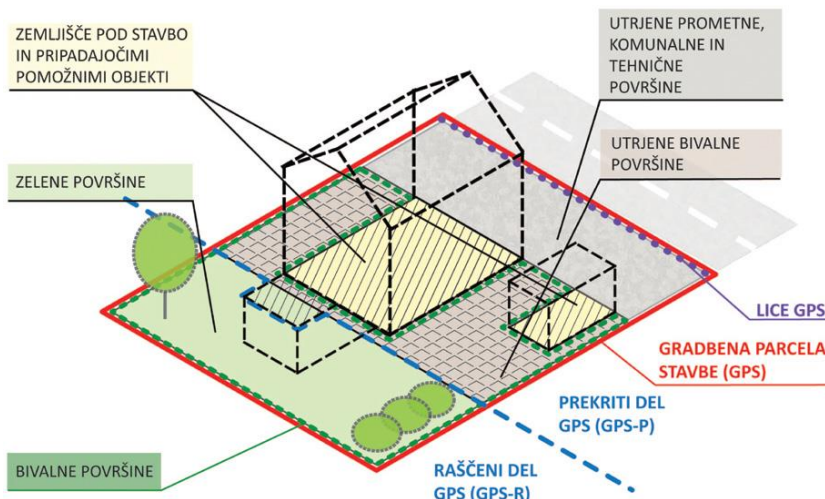 ZEMLJIŠČE POD STAVBO
IN PRIPADAJOČIMI
POMOŽNIMI OBJEKTI
UTRJENE PROMETNE,
KOMUNALNE IN
TEHNIČNE
POVRŠINE
UTRJENE BIVALNE
POVRŠINE
ZELENE POVRŠINE
LICE GPS
GRADBENA PARCELA
STAVBE (GPS)
PREKRITI DEL
GPS (GPS-P)
BIVALNE POVRŠINE
RAŠČENI DEL
GPS (GPS-R)